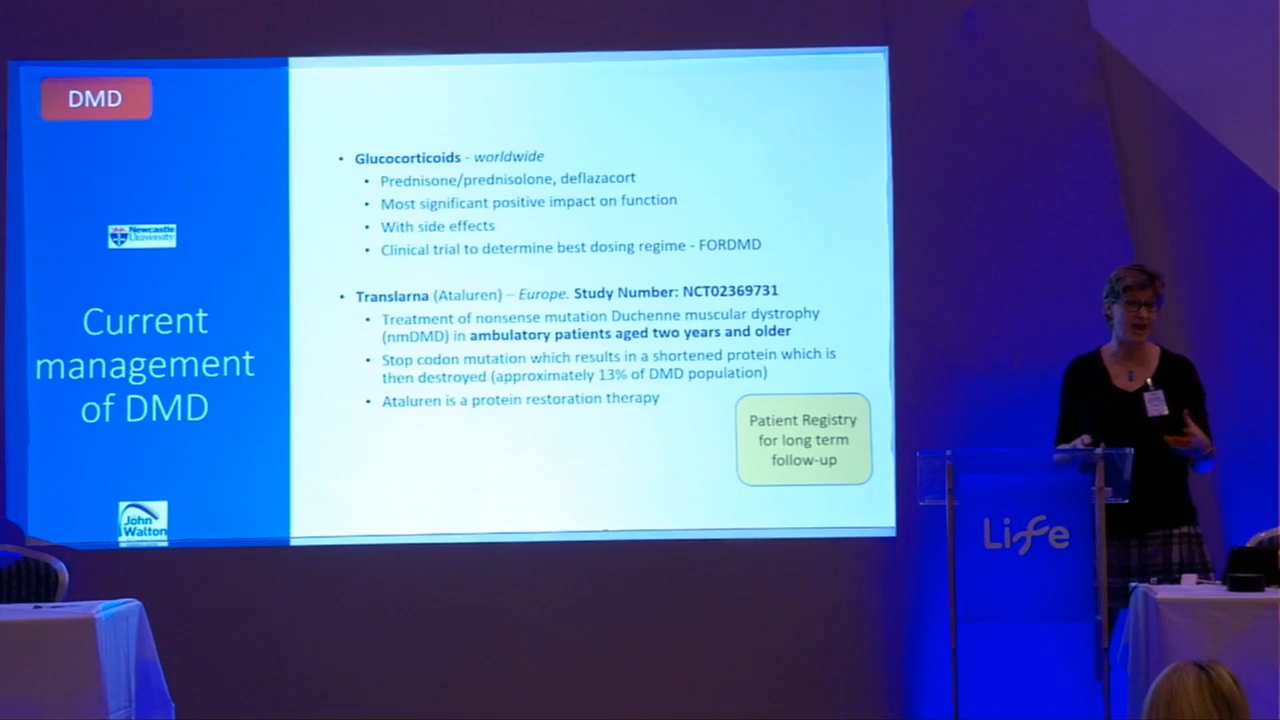 DMD
Newcastle
University
Current
management
of DMD
John
Walton
• Glucocorticoids - worldwide
• Prednisone/prednisolone, deflazacort
• Most significant positive impact on function
• With side effects
• Clinical trial to determine best dosing regime - FORDMD
• Translarna (Ataluren) – Europe. Study Number: NCT02369731
• Treatment of nonsense mutation Duchenne muscular dystrophy
(nmDMD) in ambulatory patients aged two years and older
• Stop codon mutation which results in a shortened protein which is
then destroyed (approximately 13% of DMD population)
• Ataluren is a protein restoration therapy
Patient Registry
for long term
follow-up
Life